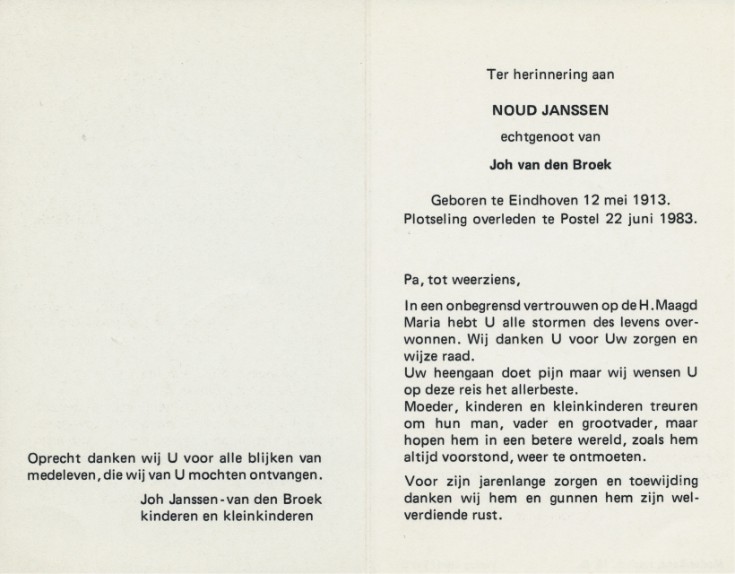 Oprecht danken wij U voor alle blijken van
medeleven, die wij van U mochten ontvangen.
Joh Janssen-van den Broek
kinderen en kleinkinderen
Ter herinnering aan
NOUD JANSSEN
echtgenoot van
Joh van den Broek
Geboren te Eindhoven 12 mei 1913.
Plotseling overleden te Postel 22 juni 1983.
Pa, tot weerziens,
In een onbegrensd vertrouwen op de H. Maagd
Maria hebt U alle stormen des levens over-
wonnen. Wij danken U voor Uw zorgen en
wijze raad.
Uw heengaan doet pijn maar wij wensen U
op deze reis het allerbeste.
Moeder, kinderen en kleinkinderen treuren
om hun man, vader en grootvader, maar
hopen hem in een betere wereld, zoals hem
altijd voorstond, weer te ontmoeten.
Voor zijn jarenlange zorgen en toewijding
danken wij hem en gunnen hem zijn wel-
verdiende rust.